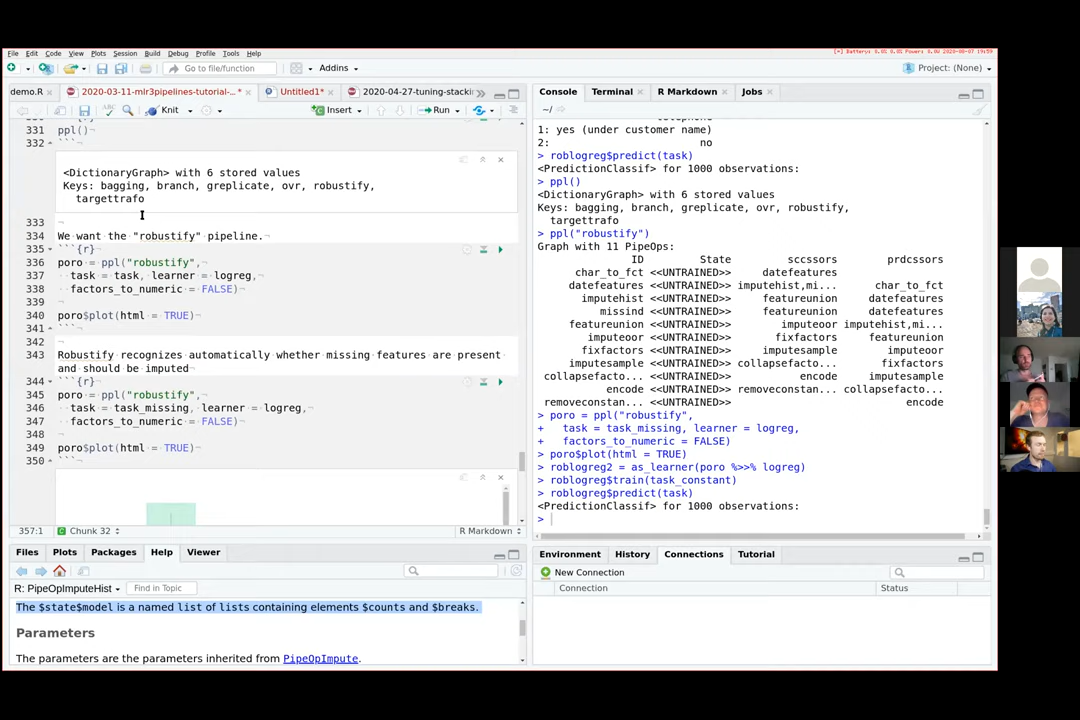 File Edit Code View Plots Session Build Debug Profile Tools Help
Go to file/function
Addins
Project: (None)
demo.R
2020-03-11-mlr3pipelines-tutorial-...*
Untitled1*
2020-04-27-tuning-stackin
Knit
Insert
Run
331 ppl()
332 ```
<DictionaryGraph> with 6 stored values
Keys: bagging, branch, greplicate, ovr, robustify,
targettrafo
333
334 We want the "robustify" pipeline.
335 ```{r}
336 poro = ppl("robustify",
337 task = task, learner = logreg,
338 factors_to_numeric = FALSE)
339
340 poro$plot(html = TRUE)
341 ```
342
343 Robustify recognizes automatically whether missing features are present
and should be imputed
344 ```{r}
345 poro = ppl("robustify",
346 task = task_missing, learner = logreg,
347 factors_to_numeric = FALSE)
348
349 poro$plot(html = TRUE)
350 ```
357:1 Chunk 32 R Markdown
Files Plots Packages Help Viewer
R: PipeOpImputeHist
Find in Topic
The $state$model is a named list of lists containing elements $counts and $breaks.
Parameters
The parameters are the parameters inherited from PipeOpImpute.
Console Terminal R Markdown Jobs
~/
1: yes (under customer name)
2: no
> roblogreg$predict(task)
<PredictionClassif> for 1000 observations:
> ppl()
<DictionaryGraph> with 6 stored values
Keys: bagging, branch, greplicate, ovr, robustify,
targettrafo
> ppl("robustify")
Graph with 11 PipeOps:
ID State sccssors prdcssors
char_to_fct <<UNTRAINED>> datefeatures
datefeatures <<UNTRAINED>> imputehist,mi... char_to_fct
imputehist <<UNTRAINED>> featureunion datefeatures
missind <<UNTRAINED>> featureunion datefeatures
featureunion <<UNTRAINED>> imputeoor imputehist,mi...
imputeoor <<UNTRAINED>> fixfactors featureunion
fixfactors <<UNTRAINED>> imputesample imputeoor
imputesample <<UNTRAINED>> collapsefacto... fixfactors
collapsefacto... <<UNTRAINED>> encode imputesample
encode <<UNTRAINED>> removeconstan... collapsefacto...
removeconstan... <<UNTRAINED>> encode
> poro = ppl("robustify",
+ task = task_missing, learner = logreg,
+ factors_to_numeric = FALSE)
> poro$plot(html = TRUE)
> roblogreg2 = as_learner(poro %>>% logreg)
> roblogreg$train(task_constant)
> roblogreg$predict(task)
<PredictionClassif> for 1000 observations:
>
Environment History Connections Tutorial
New Connection
Connection Status